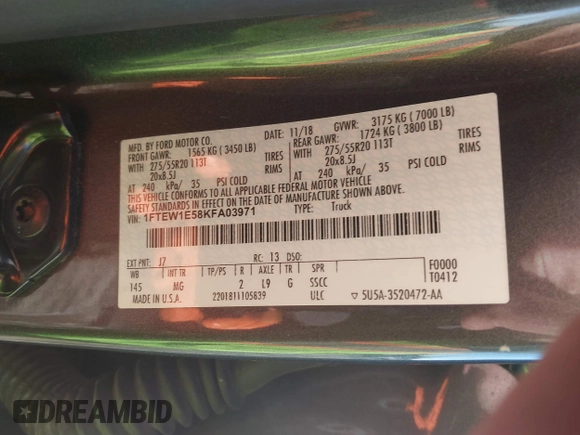 MFD. BY FORD MOTOR CO. DATE: 11/18 GVWR: 3175 KG ( 7000 LB)
FRONT GAWR: 1565 KG ( 3450 LB) REAR GAWR: 1724 KG ( 3800 LB)
WITH 275/55R20 113T TIRES WITH 275/55R20 113T TIRES
20x8.5J RIMS 20x8.5J RIMS
AT 240 kPa/ 35 PSI COLD AT 240 kPa/ 35 PSI COLD
THIS VEHICLE CONFORMS TO ALL APPLICABLE FEDERAL MOTOR VEHICLE
SAFETY STANDARDS IN EFFECT ON THE DATE OF MANUFACTURE SHOWN ABOVE.
VIN: 1FTEW1E58KFA03971 TYPE: Truck
EXT PNT: J7 RC: 13 DSO: F0000
WB INT TR TP/PS R AXLE TR SPR T0412
145 MG 2 L9 G SSCC
MADE IN U.S.A. 2201811105839 ULC ▽ 5U5A-3520472-AA
DREAMBID